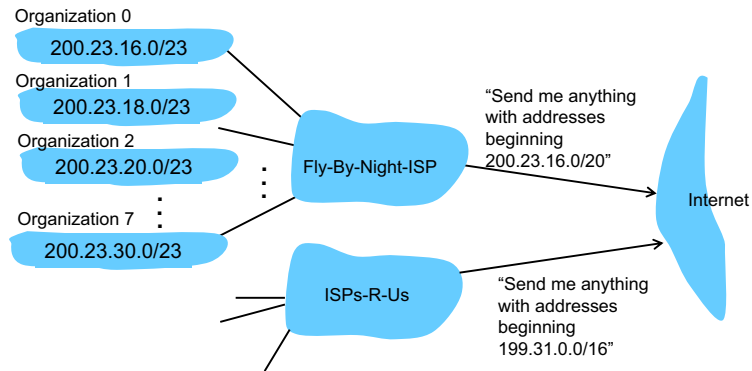 Organization 0
200.23.16.0/23
Organization 1
200.23.18.0/23
Organization 2
200.23.20.0/23
Organization 7
200.23.30.0/23
Fly-By-Night-ISP
“Send me anything
with addresses
beginning
200.23.16.0/20”
Internet
ISPs-R-Us
“Send me anything
with addresses
beginning
199.31.0.0/16”